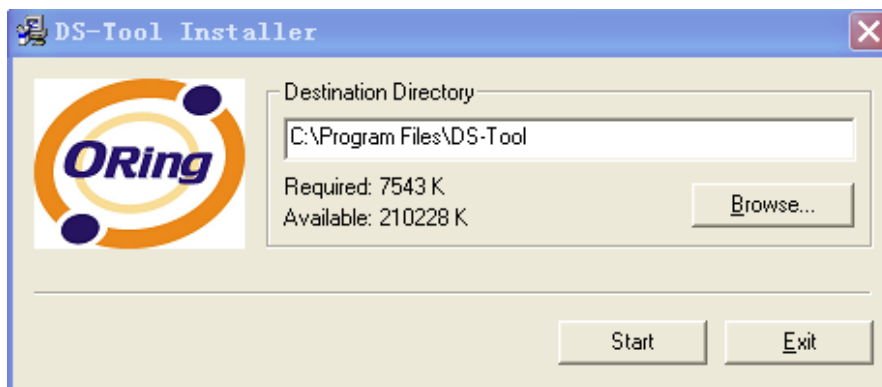 DS-Tool Installer
ORing
Destination Directory
C:\Program Files\DS-Tool
Required: 7543 K
Available: 210228 K
Browse...
Start
Exit